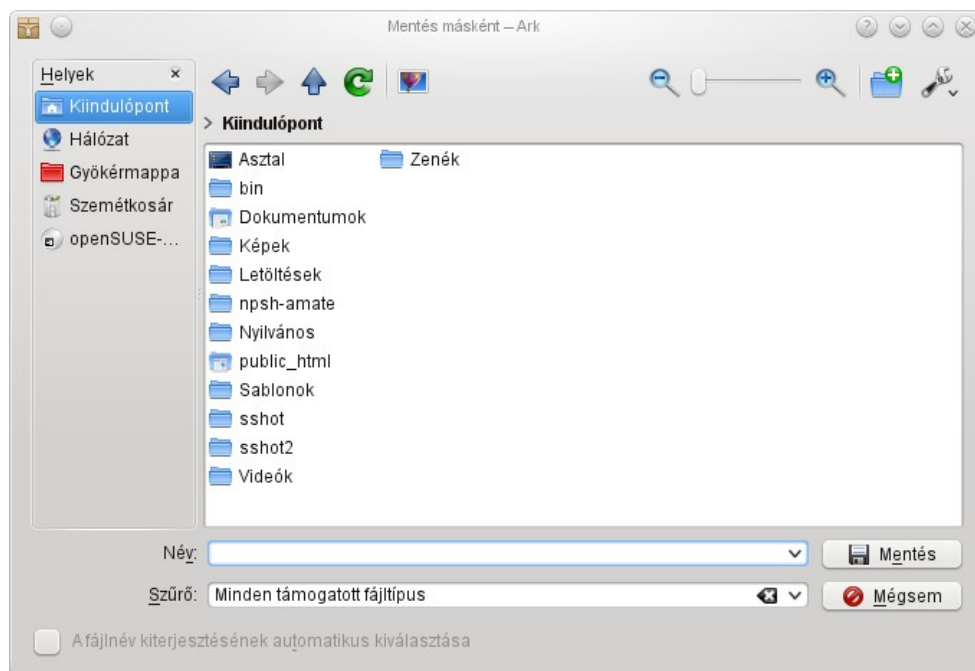 Mentés másként – Ark
Helyek
Kiindulópont
Hálózat
Gyökérmappa
Szemétkosár
openSUSE-...
> Kiindulópont
Asztal
bin
Dokumentumok
Képek
Letöltések
npsh-amate
Nyilvános
public_html
Sablonok
sshot
sshot2
Videók
Zenék
Név:
Mentés
Szűrő: Minden támogatott fájltípus
Mégsem
A fájlnév kiterjesztésének automatikus kiválasztása